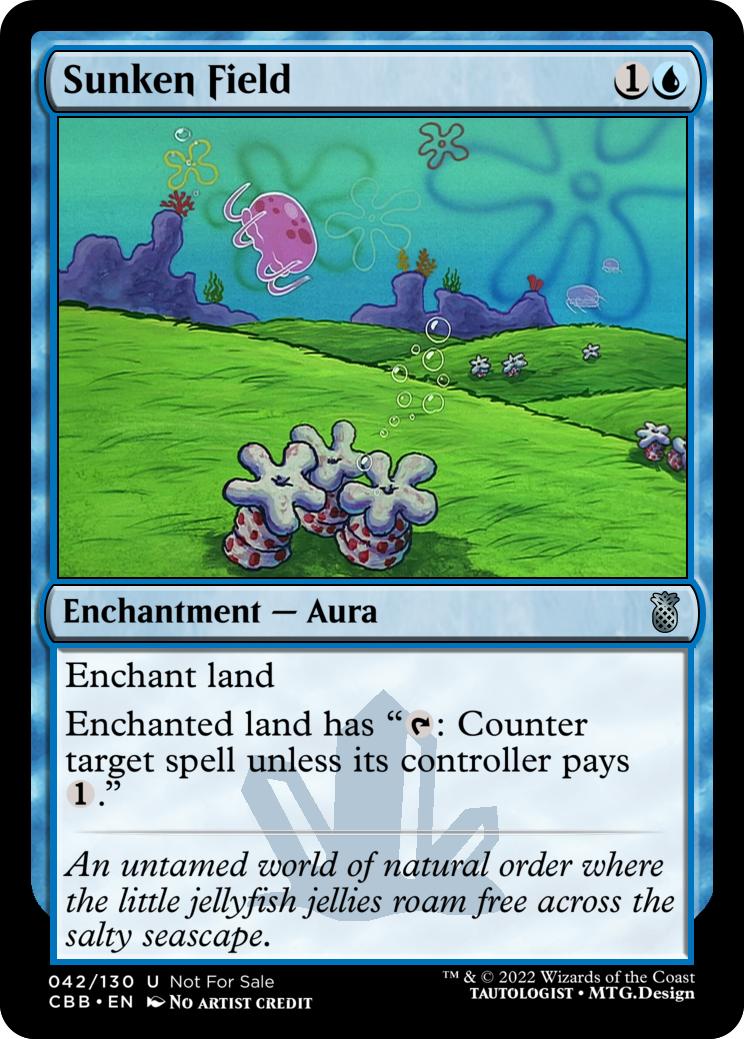 Sunken Field 1
Enchantment — Aura
Enchant land
Enchanted land has “: Counter
target spell unless its controller pays
1.”
An untamed world of natural order where
the little jellyfish jellies roam free across the
salty seascape.
042/130 U Not For Sale
CBB • EN No artist credit
™ & © 2022 Wizards of the Coast
TAUTOLOGIST • MTG.Design